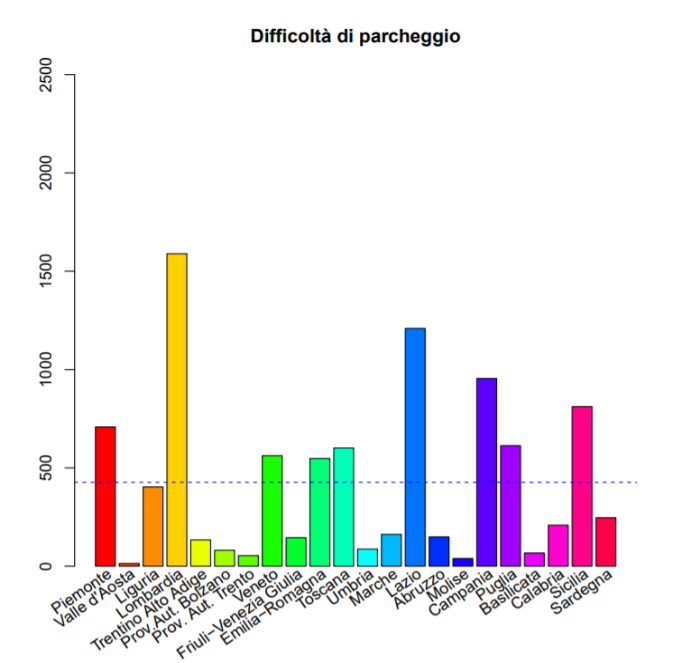 Difficoltà di parcheggio
2500
2000
1500
1000
500
0
Piemonte
Valle d'Aosta
Liguria
Lombardia
Trentino Alto Adige
Prov.Aut. Bolzano
Prov. Aut. Trento
Veneto
Friuli−Venezia Giulia
Emilia−Romagna
Toscana
Umbria
Marche
Lazio
Abruzzo
Molise
Campania
Puglia
Basilicata
Calabria
Sicilia
Sardegna